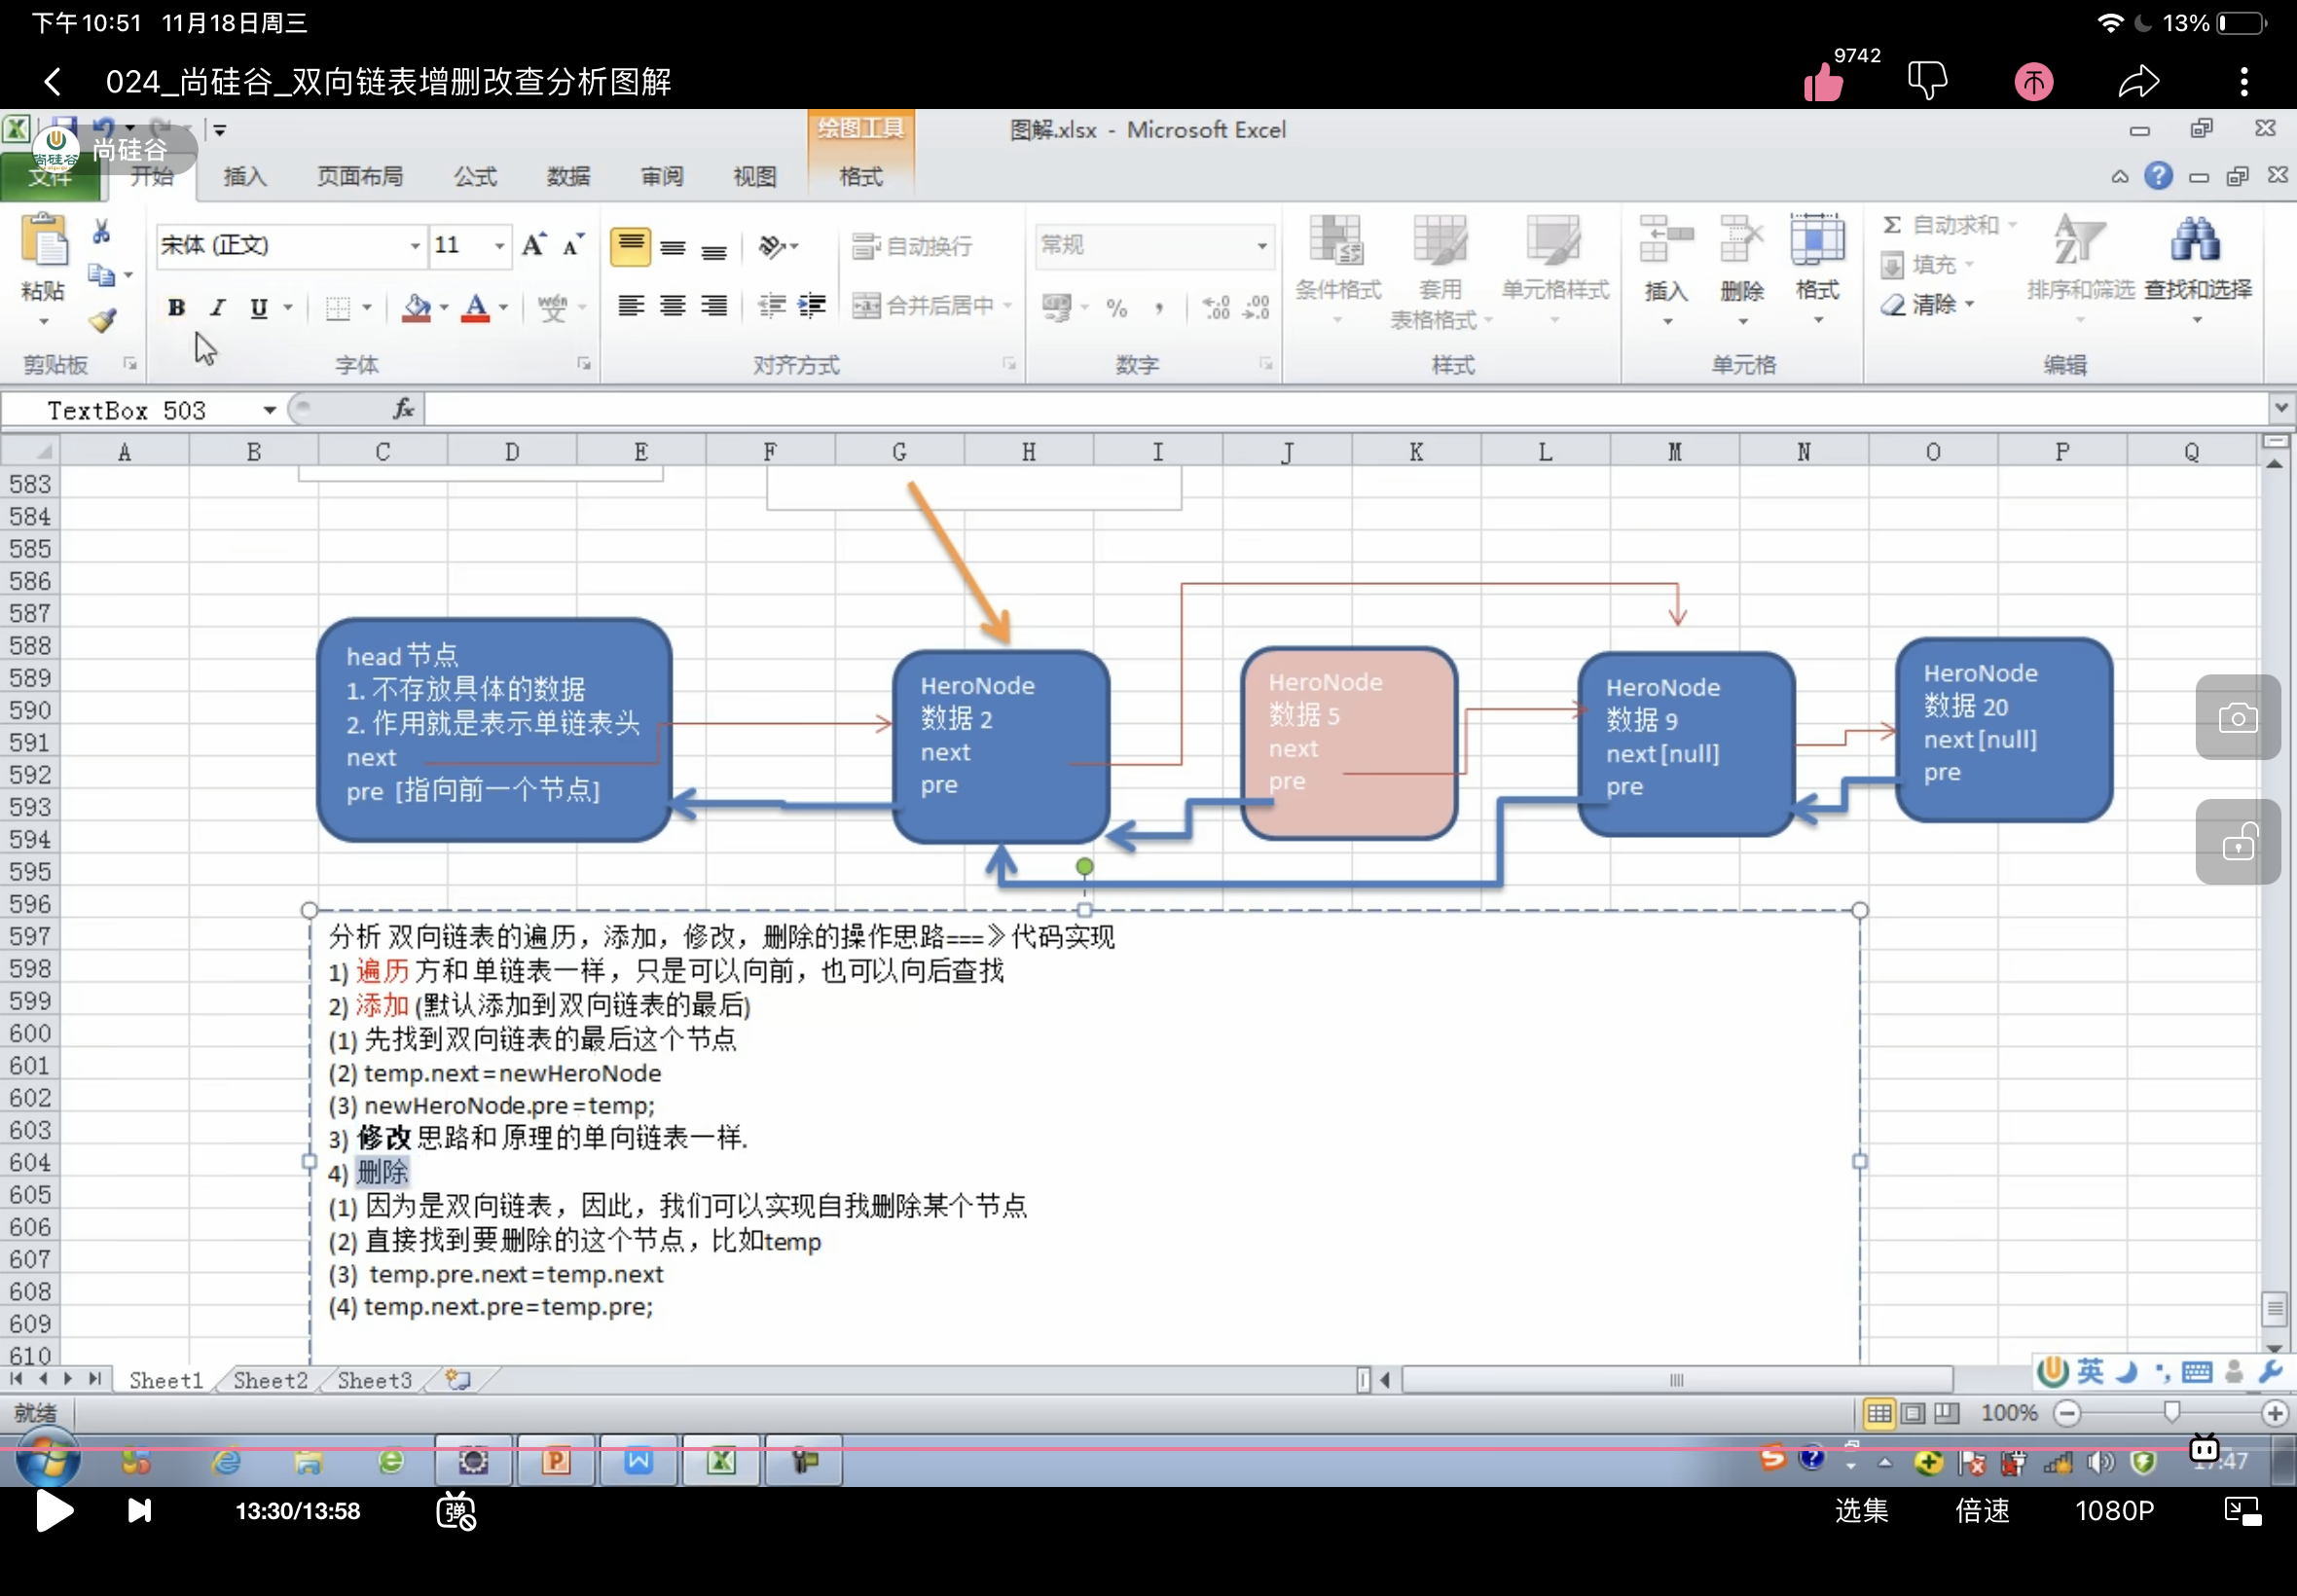 下午10:51 11月18日周三
13%
024_尚硅谷_双向链表增删改查分析图解
9742
尚硅谷
绘图工具
图解.xlsx - Microsoft Excel
文件 开始 插入 页面布局 公式 数据 审阅 视图 格式
宋体 (正文) 11 自动换行 常规 自动求和
粘贴 条件格式 套用 单元格样式 插入 删除 格式 填充 排序和筛选 查找和选择
B I U A wén 文 合并后居中 % 表格格式 清除
剪贴板 字体 对齐方式 数字 样式 单元格 编辑
TextBox 503 fx
A B C D E F G H I J K L M N O P Q
583
584
585
586
587
588
589
590
591
592
593
594
595
596
597
598
599
600
601
602
603
604
605
606
607
608
609
610
head 节点
1. 不存放具体的数据
2. 作用就是表示单链表头
next
pre [指向前一个节点]
HeroNode
数据 2
next
pre
HeroNode
数据 5
next
pre
HeroNode
数据 9
next [null]
pre
HeroNode
数据 20
next [null]
pre
分析 双向链表的遍历，添加，修改，删除的操作思路===》代码实现
1) 遍历 方和 单链表一样，只是可以向前，也可以向后查找
2) 添加 (默认添加到双向链表的最后)
(1) 先找到双向链表的最后这个节点
(2) temp.next = newHeroNode
(3) newHeroNode.pre = temp;
3) 修改 思路和 原理的单向链表一样.
4) 删除
(1) 因为是双向链表，因此，我们可以实现自我删除某个节点
(2) 直接找到要删除的这个节点，比如temp
(3) temp.pre.next = temp.next
(4) temp.next.pre = temp.pre;
Sheet1 Sheet2 Sheet3
英
就绪
100%
13:30/13:58
弹
选集 倍速 1080P